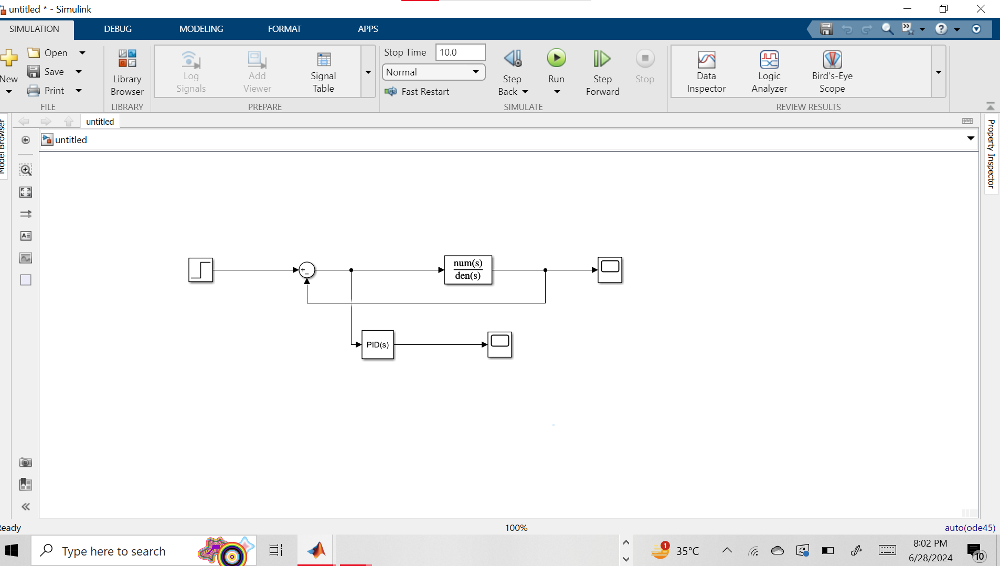 untitled * - Simulink
SIMULATION DEBUG MODELING FORMAT APPS
New
Open
Save
Print
FILE
Library
Browser
LIBRARY
Log
Signals
Add
Viewer
Signal
Table
PREPARE
Stop Time 10.0
Normal
Fast Restart
Step
Back
Run
Step
Forward
Stop
SIMULATE
Data
Inspector
Logic
Analyzer
Bird's-Eye
Scope
REVIEW RESULTS
Model Browser
untitled
untitled
Property Inspector
+
−
num(s)
den(s)
PID(s)
eady
100%
auto(ode45)
Type here to search
1
35°C
8:02 PM
6/28/2024
10